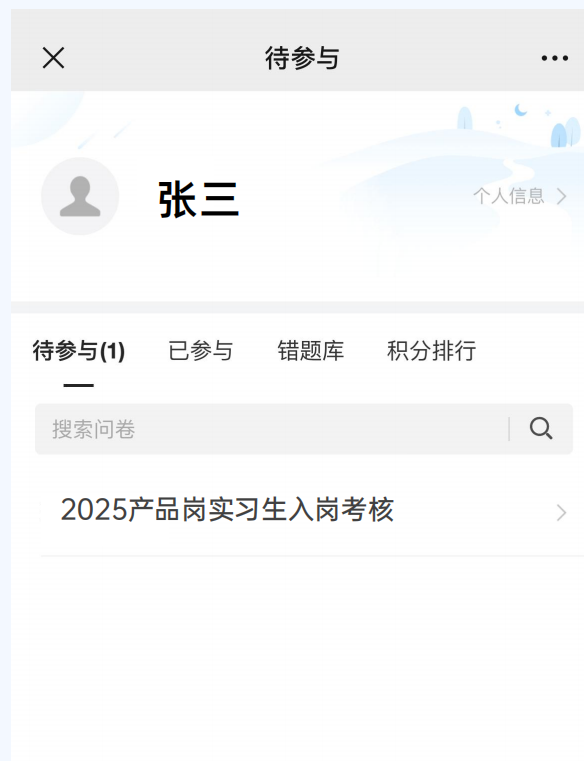 待参与
张三
个人信息
待参与(1) 已参与 错题库 积分排行
搜索问卷
2025产品岗实习生入岗考核